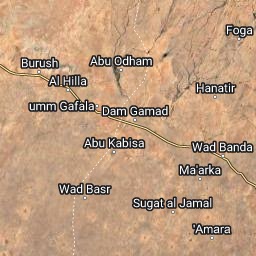 Foga
Burush
Abu Odham
Al Hilla
Hanatir
umm Gafala
Dam Gamad
Abu Kabisa
Wad Banda
Ma'arka
Wad Basr
Sugat al Jamal
'Amara